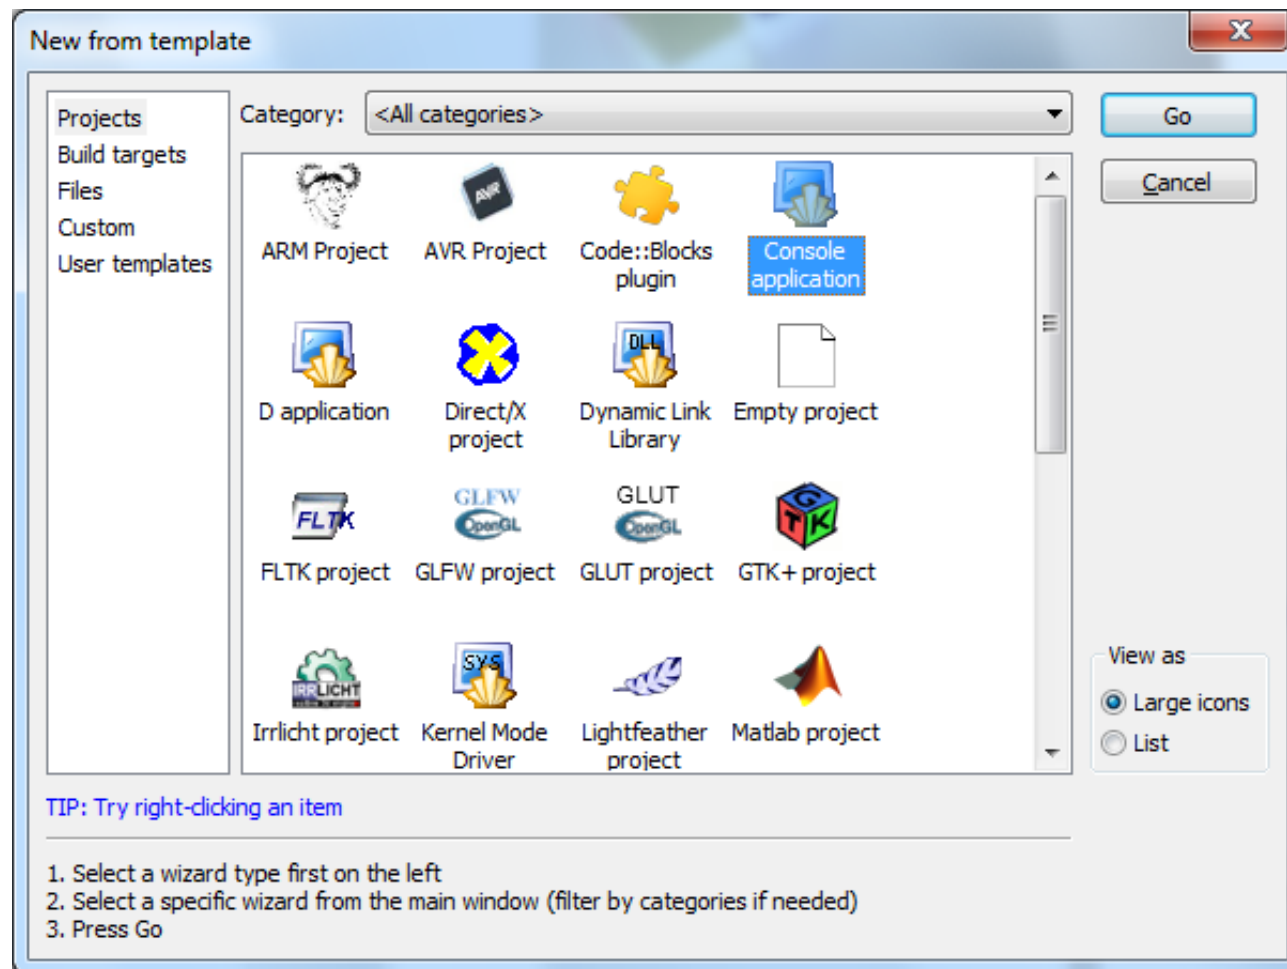 New from template
Projects
Build targets
Files
Custom
User templates
Category: <All categories>
Go
Cancel
AVR
ARM Project
AVR Project
Code::Blocks
plugin
Console
application
DLL
D application
Direct/X
project
Dynamic Link
Library
Empty project
FLTK
GLFW
OpenGL
GLUT
OpenGL
GTK
FLTK project
GLFW project
GLUT project
GTK+ project
IRRLICHT
SYS
Irrlicht project
Kernel Mode
Driver
Lightfeather
project
Matlab project
View as
Large icons
List
TIP: Try right-clicking an item
1. Select a wizard type first on the left
2. Select a specific wizard from the main window (filter by categories if needed)
3. Press Go